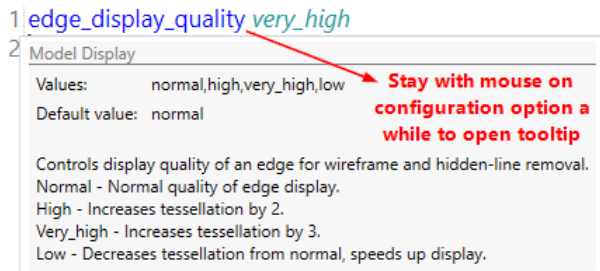 1 edge_display_quality very_high
2
Model Display
Values: normal,high,very_high,low
Default value: normal
Stay with mouse on
configuration option a
while to open tooltip
Controls display quality of an edge for wireframe and hidden-line removal.
Normal - Normal quality of edge display.
High - Increases tessellation by 2.
Very_high - Increases tessellation by 3.
Low - Decreases tessellation from normal, speeds up display.